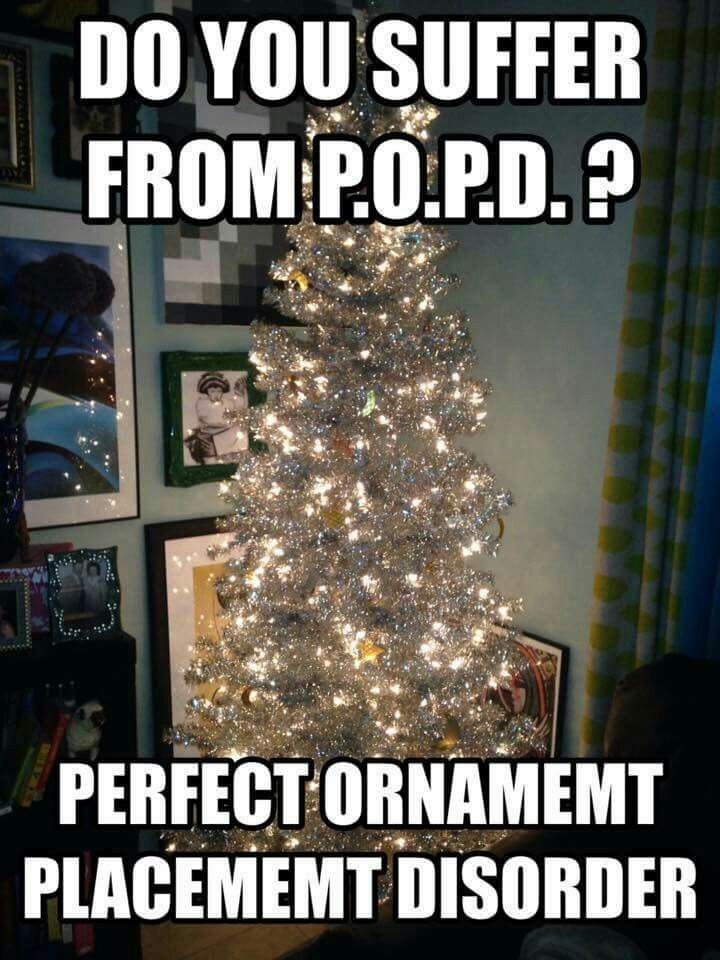 DO YOU SUFFER
FROM P.O.P.D. ?
PERFECT ORNAMEMT
PLACEMEMT DISORDER